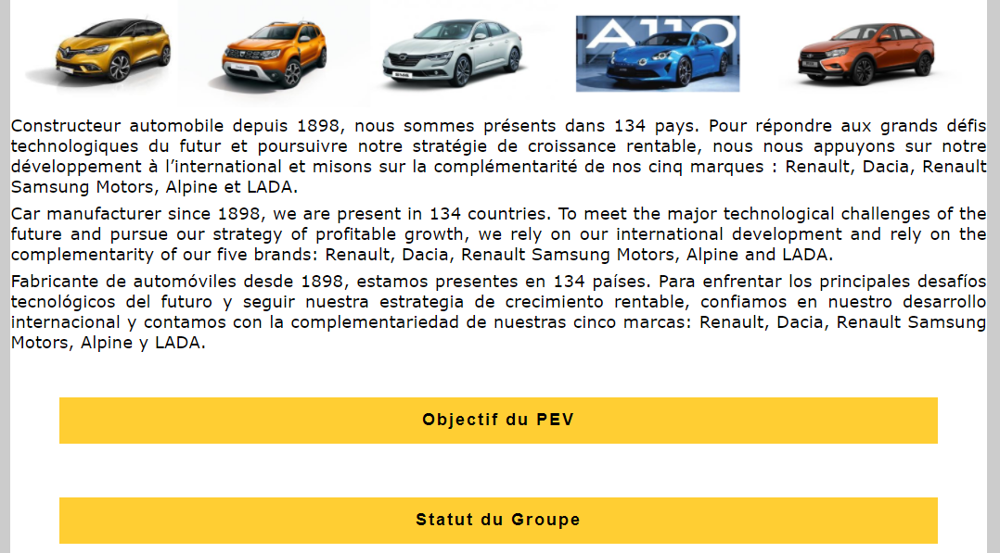 A110
Constructeur automobile depuis 1898, nous sommes présents dans 134 pays. Pour répondre aux grands défis
technologiques du futur et poursuivre notre stratégie de croissance rentable, nous nous appuyons sur notre
développement à l’international et misons sur la complémentarité de nos cinq marques : Renault, Dacia, Renault
Samsung Motors, Alpine et LADA.
Car manufacturer since 1898, we are present in 134 countries. To meet the major technological challenges of the
future and pursue our strategy of profitable growth, we rely on our international development and rely on the
complementarity of our five brands: Renault, Dacia, Renault Samsung Motors, Alpine and LADA.
Fabricante de automóviles desde 1898, estamos presentes en 134 países. Para enfrentar los principales desafíos
tecnológicos del futuro y seguir nuestra estrategia de crecimiento rentable, confiamos en nuestro desarrollo
internacional y contamos con la complementariedad de nuestras cinco marcas: Renault, Dacia, Renault Samsung
Motors, Alpine y LADA.
Objectif du PEV
Statut du Groupe